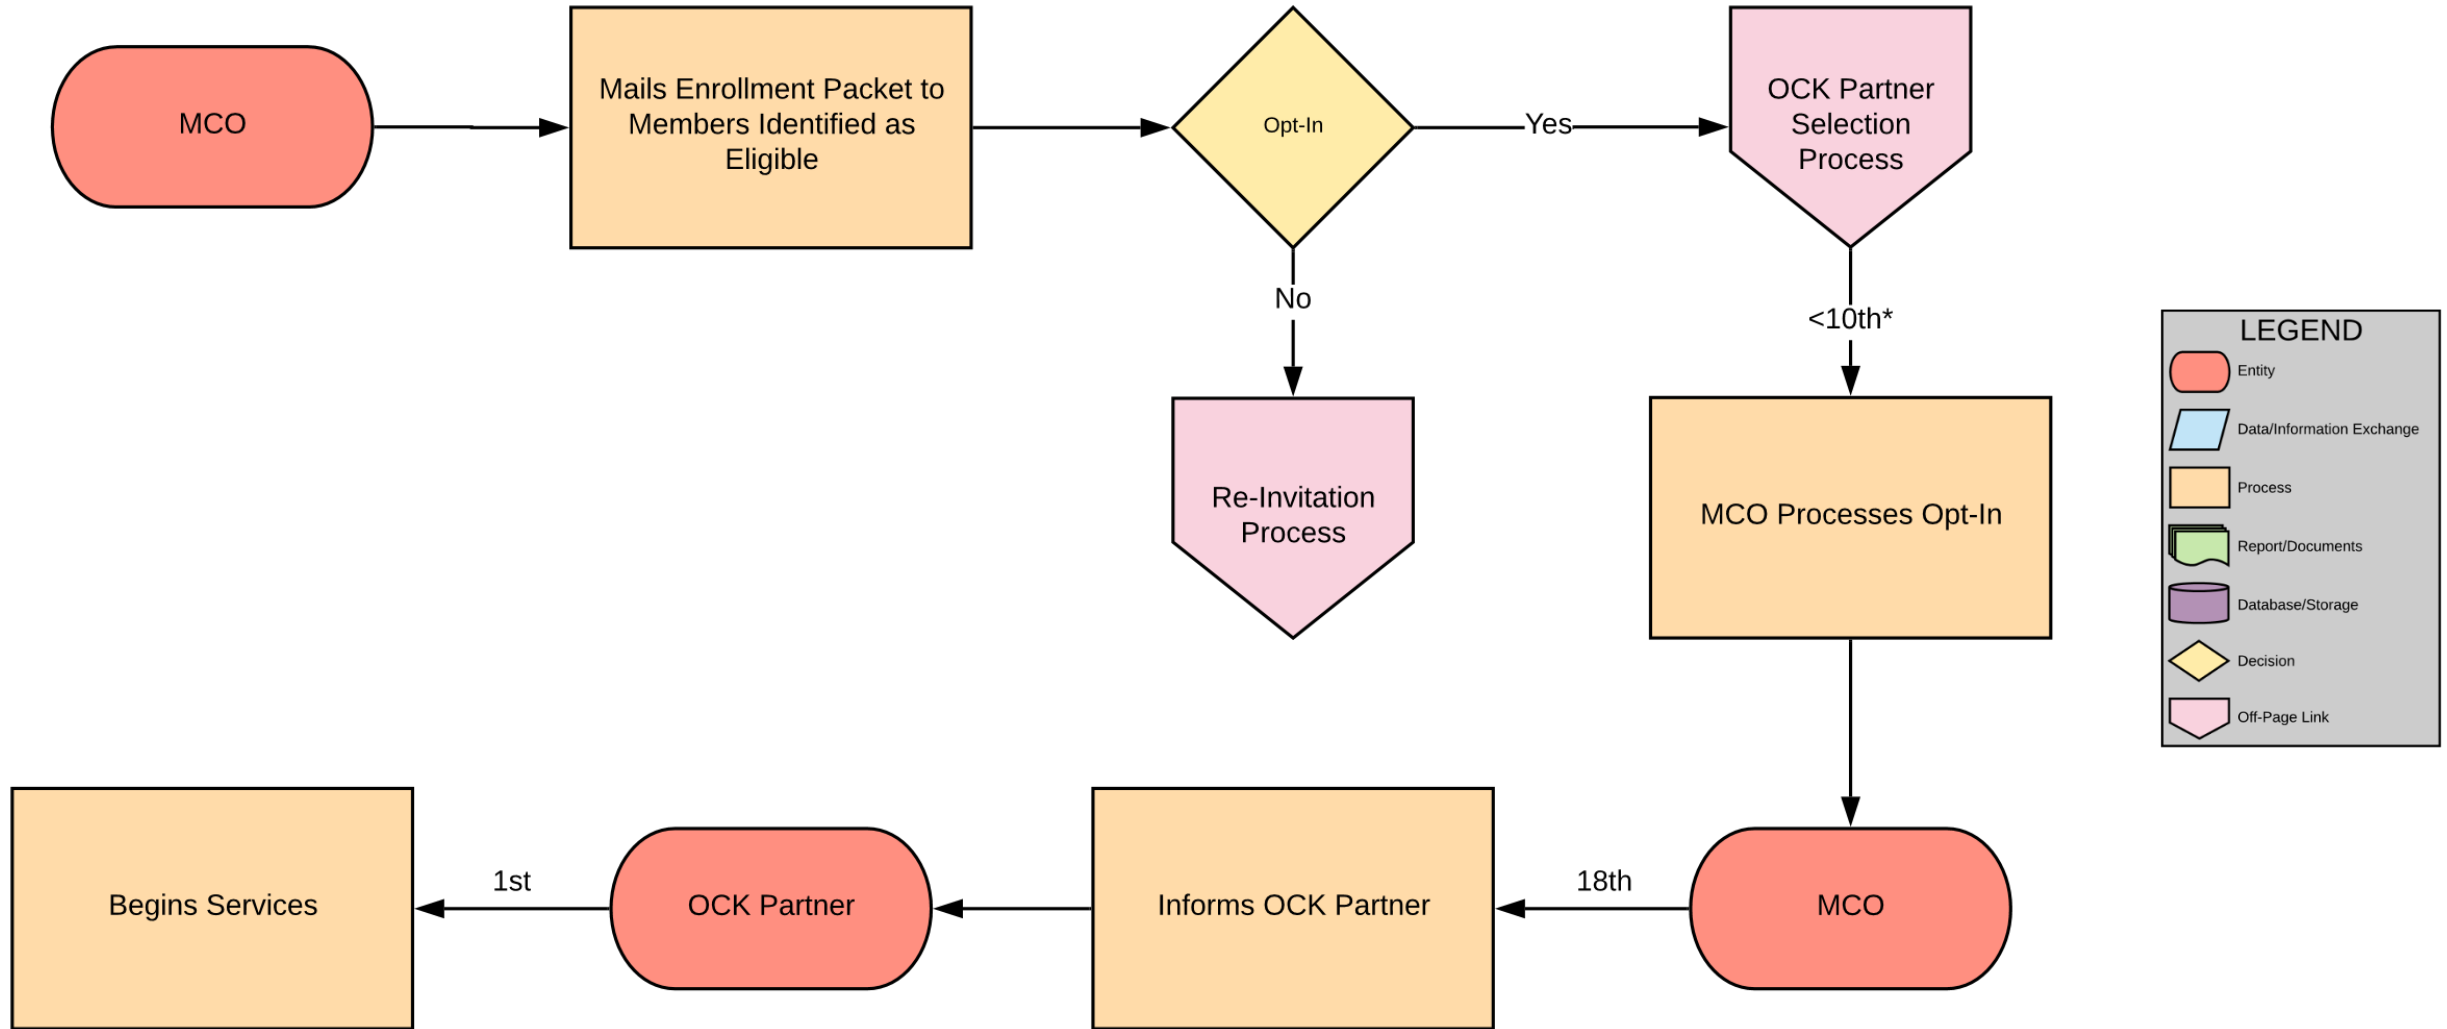 MCO
Mails Enrollment Packet to
Members Identified as
Eligible
Opt-In
Yes
OCK Partner
Selection
Process
No
<10th*
Re-Invitation
Process
MCO Processes Opt-In
LEGEND
Entity
Data/Information Exchange
Process
Report/Documents
Database/Storage
Decision
Off-Page Link
Begins Services
1st
OCK Partner
Informs OCK Partner
18th
MCO